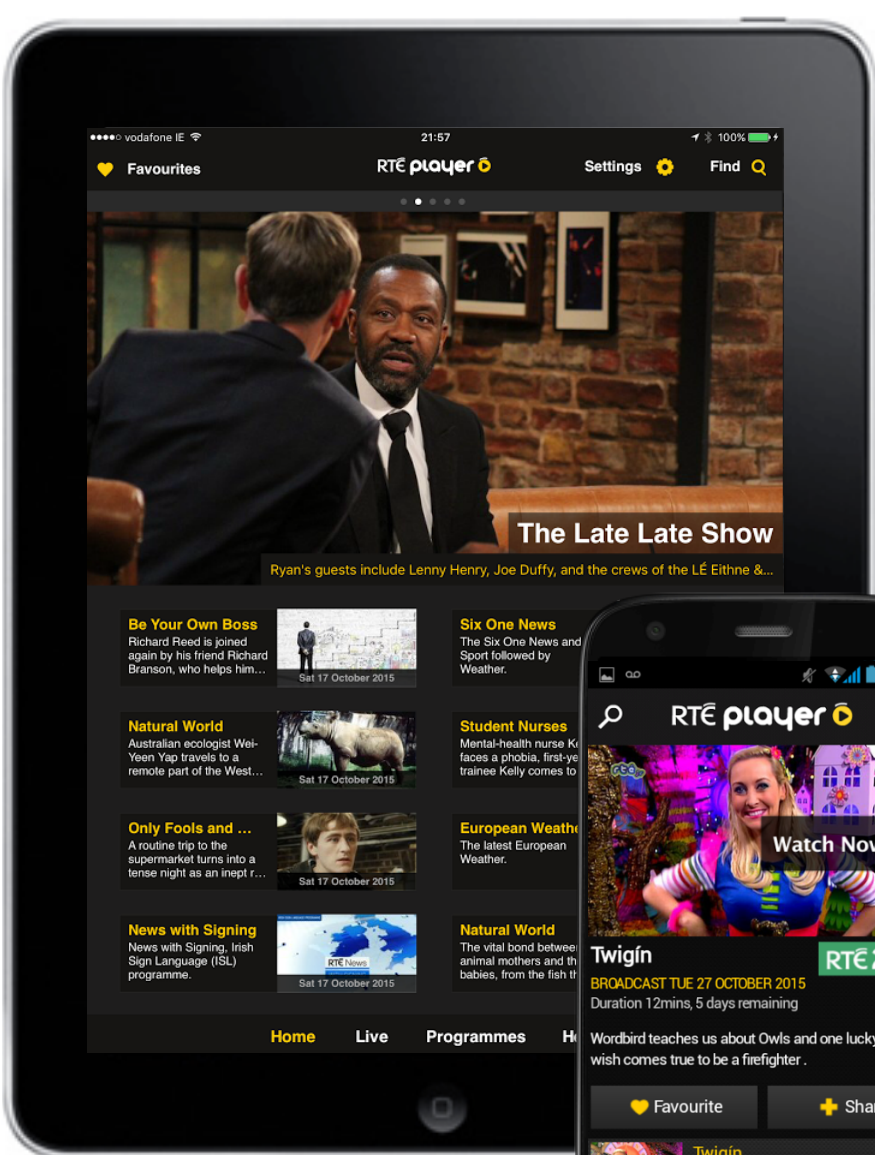 vodafone IE
21:57
100%
Favourites
RTÉ player
Settings
Find
The Late Late Show
Ryan's guests include Lenny Henry, Joe Duffy, and the crews of the LÉ Eithne &...
Be Your Own Boss
Richard Reed is joined
again by his friend Richard
Branson, who helps him...
Sat 17 October 2015
Six One News
The Six One News and
Sport followed by
Weather.
Natural World
Australian ecologist Wei-
Yeen Yap travels to a
remote part of the West...
Sat 17 October 2015
Student Nurses
Mental-health nurse K
faces a phobia, first-ye
trainee Kelly comes to
Only Fools and ...
A routine trip to the
supermarket turns into a
tense night as an inept r...
Sat 17 October 2015
European Weathe
The latest European
Weather.
News with Signing
News with Signing, Irish
Sign Language (ISL)
programme.
RTÉ News
Sat 17 October 2015
Natural World
The vital bond betwee
animal mothers and th
babies, from the fish th
Home
Live
Programmes
RTÉ player
Watch Now
Twigín
RTÉ
BROADCAST TUE 27 OCTOBER 2015
Duration 12mins, 5 days remaining
Wordbird teaches us about Owls and one lucky
wish comes true to be a firefighter .
Favourite
Shar
Twigín